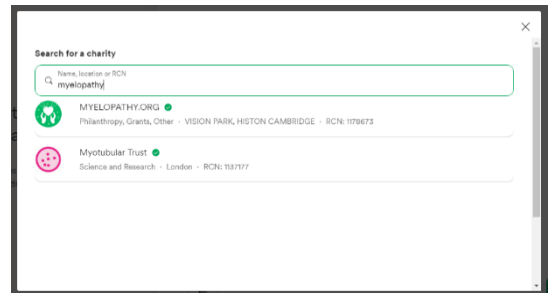 Search for a charity
Name, location or RCN
myelopathy
MYELOPATHY.ORG
Philanthropy, Grants, Other · VISION PARK, HISTON CAMBRIDGE · RCN: 1178673
Myotubular Trust
Science and Research · London · RCN: 1137177